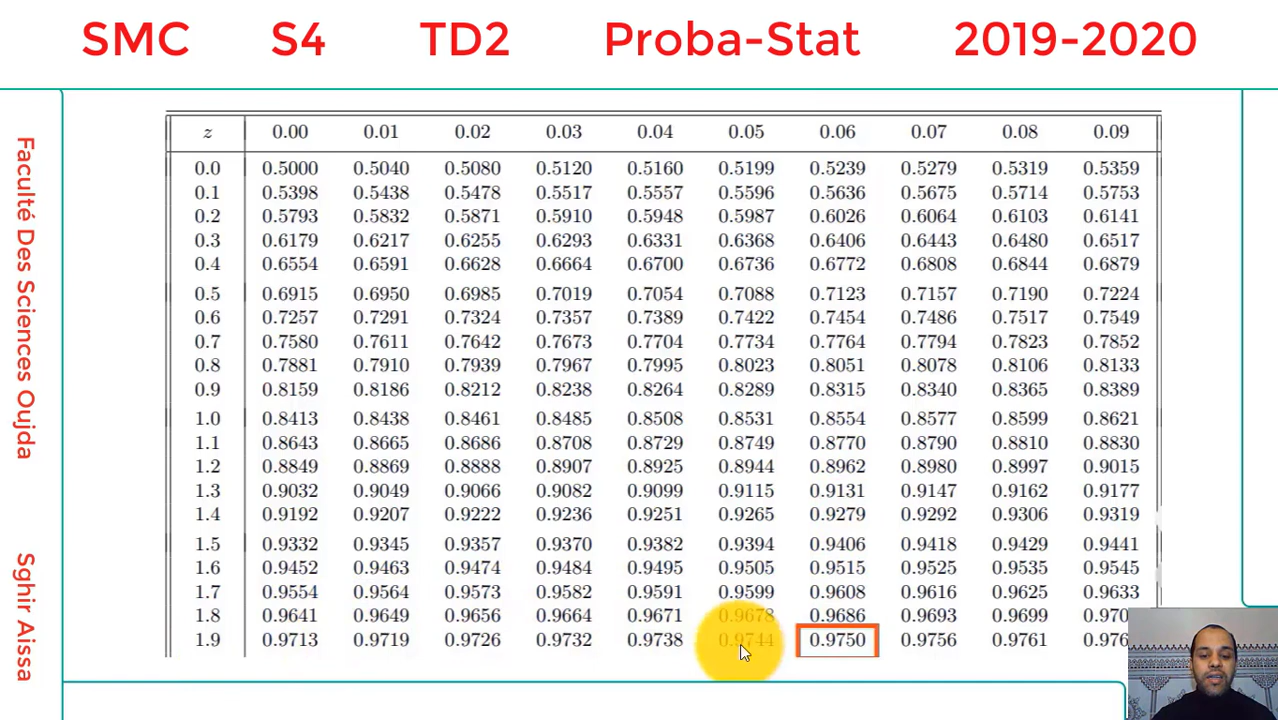 SMC S4 TD2 Proba-Stat 2019-2020
Faculté Des Sciences Oujda
Sghir Aissa
z 0.00 0.01 0.02 0.03 0.04 0.05 0.06 0.07 0.08 0.09
0.0 0.5000 0.5040 0.5080 0.5120 0.5160 0.5199 0.5239 0.5279 0.5319 0.5359
0.1 0.5398 0.5438 0.5478 0.5517 0.5557 0.5596 0.5636 0.5675 0.5714 0.5753
0.2 0.5793 0.5832 0.5871 0.5910 0.5948 0.5987 0.6026 0.6064 0.6103 0.6141
0.3 0.6179 0.6217 0.6255 0.6293 0.6331 0.6368 0.6406 0.6443 0.6480 0.6517
0.4 0.6554 0.6591 0.6628 0.6664 0.6700 0.6736 0.6772 0.6808 0.6844 0.6879
0.5 0.6915 0.6950 0.6985 0.7019 0.7054 0.7088 0.7123 0.7157 0.7190 0.7224
0.6 0.7257 0.7291 0.7324 0.7357 0.7389 0.7422 0.7454 0.7486 0.7517 0.7549
0.7 0.7580 0.7611 0.7642 0.7673 0.7704 0.7734 0.7764 0.7794 0.7823 0.7852
0.8 0.7881 0.7910 0.7939 0.7967 0.7995 0.8023 0.8051 0.8078 0.8106 0.8133
0.9 0.8159 0.8186 0.8212 0.8238 0.8264 0.8289 0.8315 0.8340 0.8365 0.8389
1.0 0.8413 0.8438 0.8461 0.8485 0.8508 0.8531 0.8554 0.8577 0.8599 0.8621
1.1 0.8643 0.8665 0.8686 0.8708 0.8729 0.8749 0.8770 0.8790 0.8810 0.8830
1.2 0.8849 0.8869 0.8888 0.8907 0.8925 0.8944 0.8962 0.8980 0.8997 0.9015
1.3 0.9032 0.9049 0.9066 0.9082 0.9099 0.9115 0.9131 0.9147 0.9162 0.9177
1.4 0.9192 0.9207 0.9222 0.9236 0.9251 0.9265 0.9279 0.9292 0.9306 0.9319
1.5 0.9332 0.9345 0.9357 0.9370 0.9382 0.9394 0.9406 0.9418 0.9429 0.9441
1.6 0.9452 0.9463 0.9474 0.9484 0.9495 0.9505 0.9515 0.9525 0.9535 0.9545
1.7 0.9554 0.9564 0.9573 0.9582 0.9591 0.9599 0.9608 0.9616 0.9625 0.9633
1.8 0.9641 0.9649 0.9656 0.9664 0.9671 0.9678 0.9686 0.9693 0.9699
1.9 0.9713 0.9719 0.9726 0.9732 0.9738 0.9744 0.9750 0.9756 0.9761